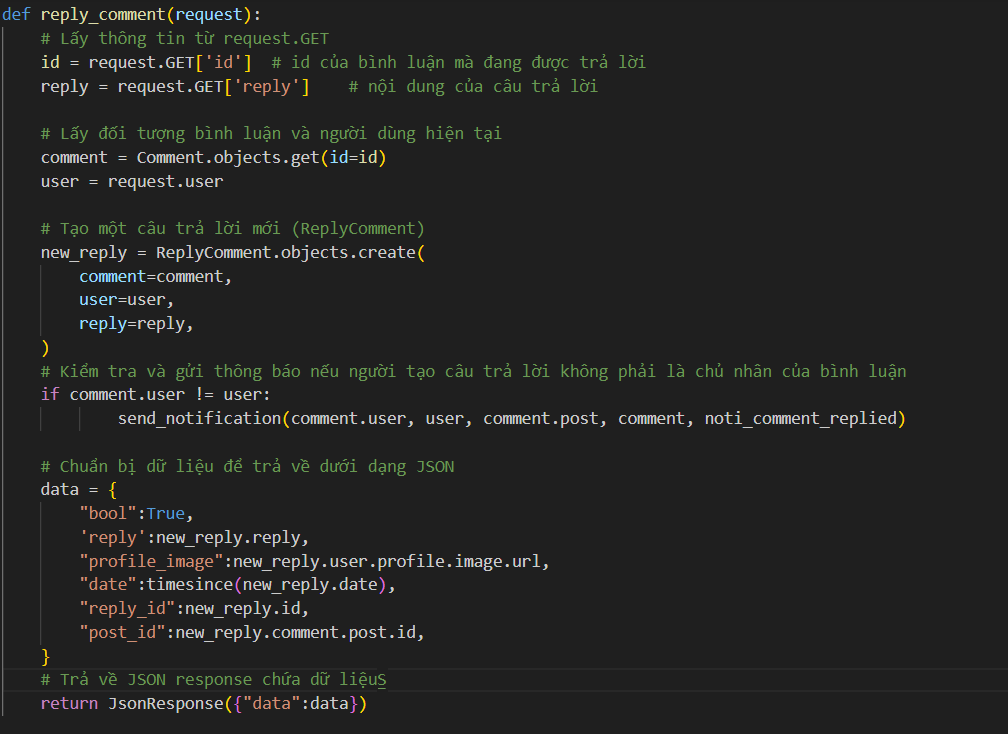 def reply_comment(request):
    # Lấy thông tin từ request.GET
    id = request.GET['id']  # id của bình luận mà đang được trả lời
    reply = request.GET['reply']    # nội dung của câu trả lời

    # Lấy đối tượng bình luận và người dùng hiện tại
    comment = Comment.objects.get(id=id)
    user = request.user

    # Tạo một câu trả lời mới (ReplyComment)
    new_reply = ReplyComment.objects.create(
        comment=comment,
        user=user,
        reply=reply,
    )
    # Kiểm tra và gửi thông báo nếu người tạo câu trả lời không phải là chủ nhân của bình luận
    if comment.user != user:
            send_notification(comment.user, user, comment.post, comment, noti_comment_replied)

    # Chuẩn bị dữ liệu để trả về dưới dạng JSON
    data = {
        "bool":True,
        'reply':new_reply.reply,
        "profile_image":new_reply.user.profile.image.url,
        "date":timesince(new_reply.date),
        "reply_id":new_reply.id,
        "post_id":new_reply.comment.post.id,
    }
    # Trả về JSON response chứa dữ liệuS
    return JsonResponse({"data":data})